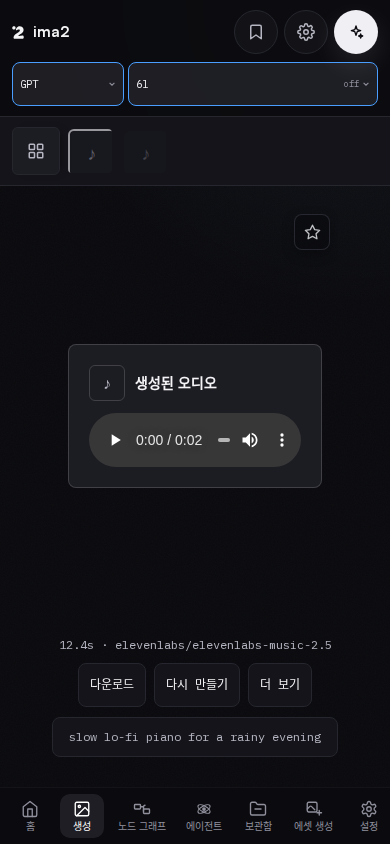 ima2
GPT
6l off
생성된 오디오
0:00 / 0:02
12.4s · elevenlabs/elevenlabs-music-2.5
다운로드 다시 만들기 더 보기
slow lo-fi piano for a rainy evening
홈 생성 노드 그래프 에이전트 보관함 에셋 생성 설정